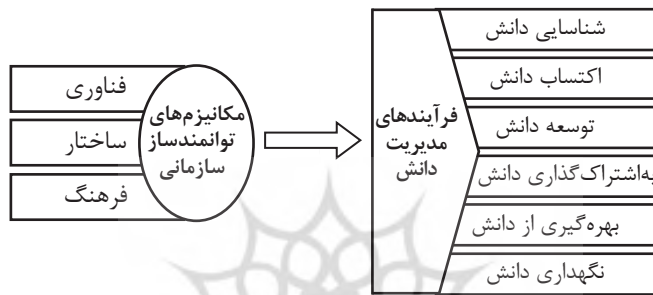 شناسایی دانش
اکتساب دانش
توسعه دانش
به‌اشتراک‌گذاری دانش
بهره‌گیری از دانش
نگهداری دانش
فرآیندهای
مدیریت
دانش
مکانیزم‌های
توانمندساز
سازمانی
فناوری
ساختار
فرهنگ